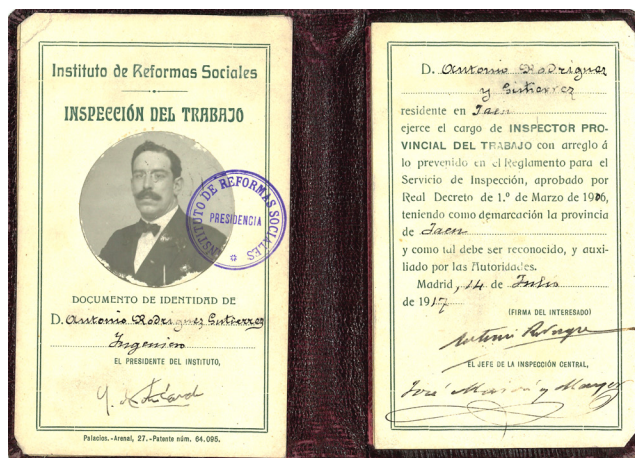 Instituto de Reformas Sociales
INSPECCIÓN DEL TRABAJO
INSTITUTO DE REFORMAS SOCIALES
PRESIDENCIA
DOCUMENTO DE IDENTIDAD DE
D. Antonio Rodriguez Gutierrez
Ingeniero
EL PRESIDENTE DEL INSTITUTO,
Palacios.-Arenal, 27.-Patente núm. 64.095.
D. Antonio Rodriguez
y Gutierrez
residente en Jaen
ejerce el cargo de INSPECTOR PRO-
VINCIAL DEL TRABAJO con arreglo á
lo prevenido en el Reglamento para el
Servicio de Inspección, aprobado por
Real Decreto de 1.º de Marzo de 1906,
teniendo como demarcación la provincia
de Jaen
y como tal debe ser reconocido, y auxi-
liado por las Autoridades.
Madrid, 14 de Julio
de 1917
(FIRMA DEL INTERESADO)
Antonio
EL JEFE DE LA INSPECCIÓN CENTRAL,
José Marvá y Mayer